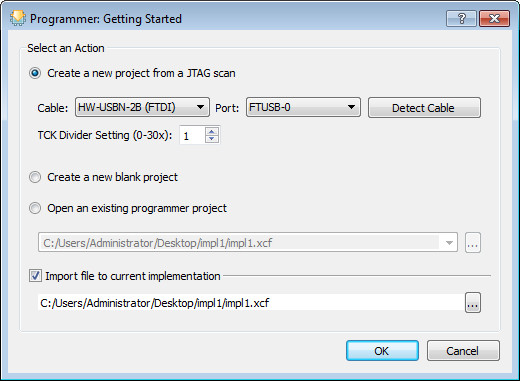 Programmer: Getting Started
Select an Action
Create a new project from a JTAG scan
Cable: HW-USBN-2B (FTDI) Port: FTUSB-0 Detect Cable
TCK Divider Setting (0-30x): 1
Create a new blank project
Open an existing programmer project
C:/Users/Administrator/Desktop/impl1/impl1.xcf ...
Import file to current implementation
C:/Users/Administrator/Desktop/impl1/impl1.xcf ...
OK Cancel